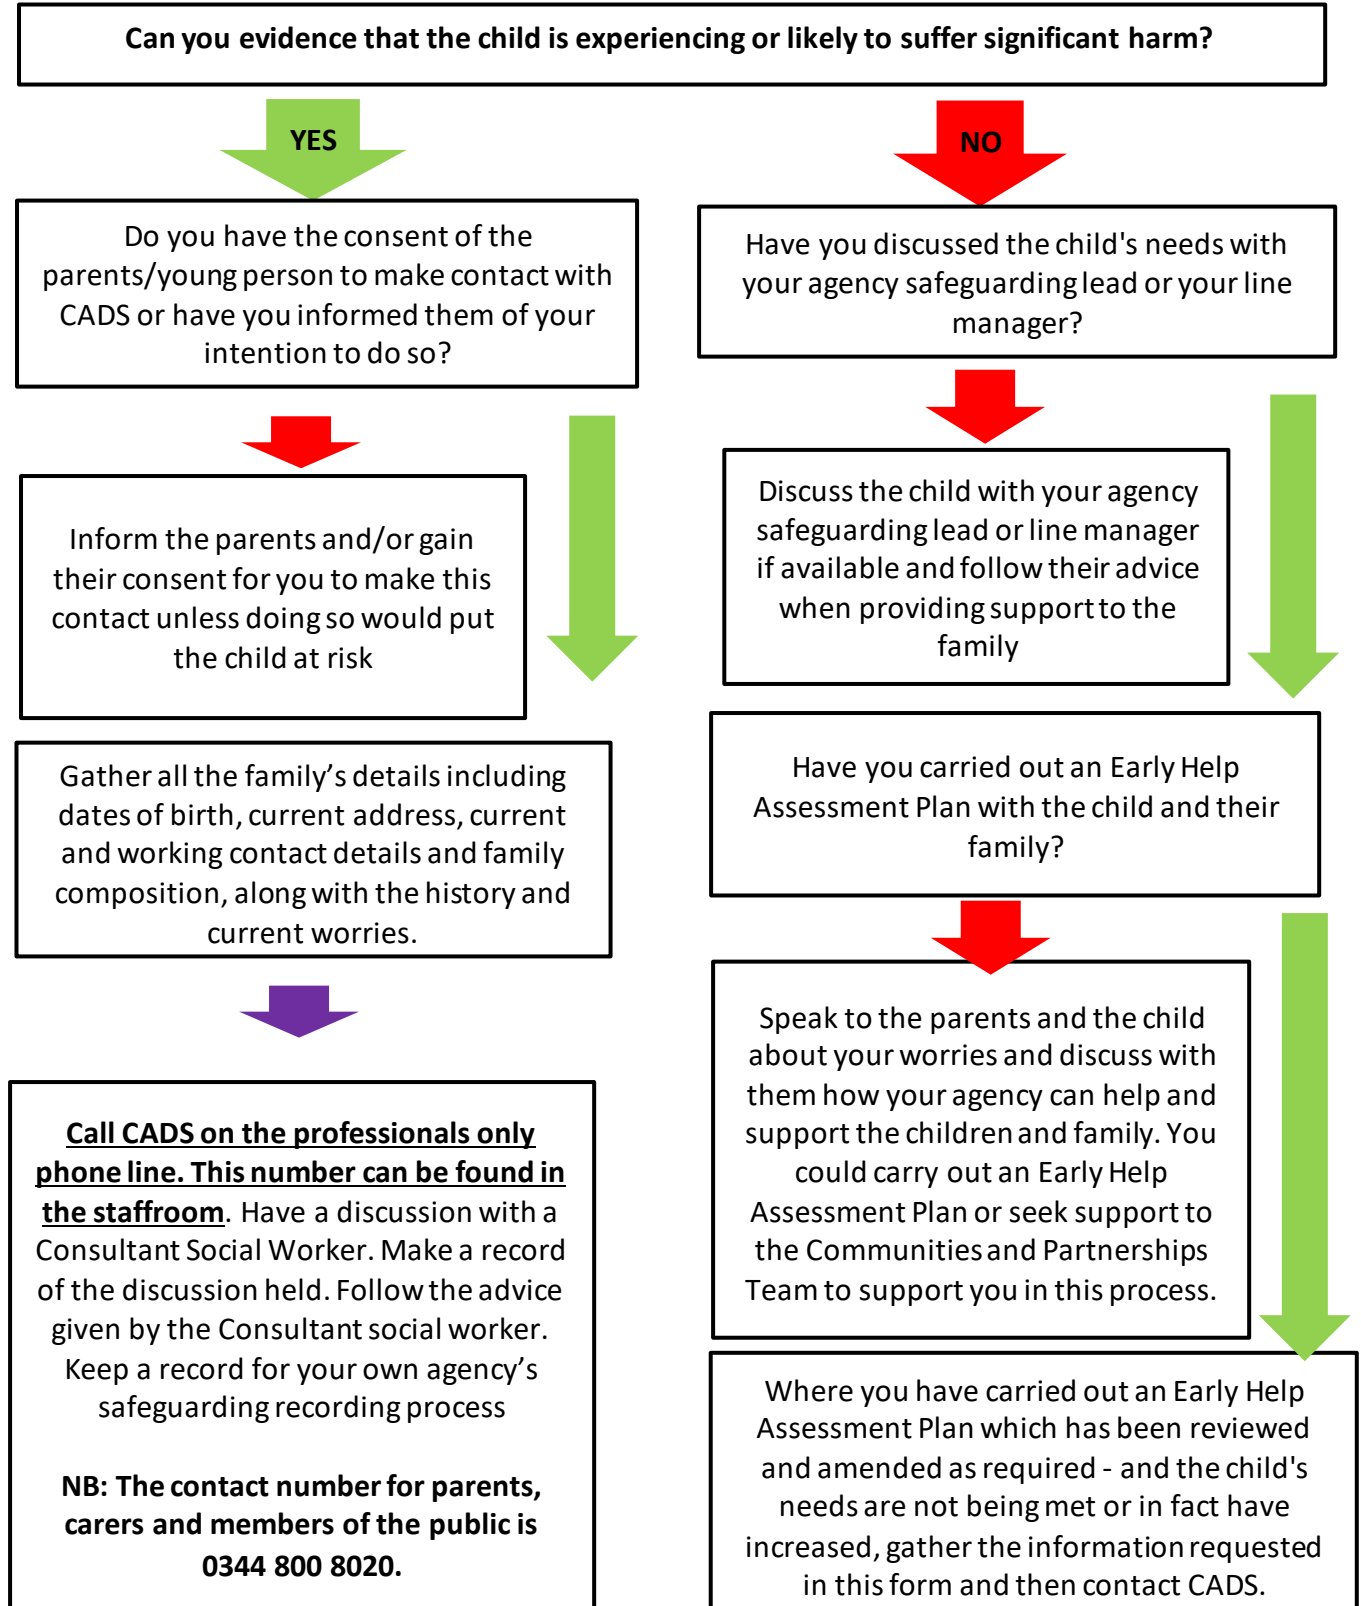 Can you evidence that the child is experiencing or likely to suffer significant harm?
YES
NO
Do you have the consent of the
parents/young person to make contact with
CADS or have you informed them of your
intention to do so?
Inform the parents and/or gain
their consent for you to make this
contact unless doing so would put
the child at risk
Gather all the family’s details including
dates of birth, current address, current
and working contact details and family
composition, along with the history and
current worries.
Call CADS on the professionals only
phone line. This number can be found in
the staffroom. Have a discussion with a
Consultant Social Worker. Make a record
of the discussion held. Follow the advice
given by the Consultant social worker.
Keep a record for your own agency’s
safeguarding recording process
NB: The contact number for parents,
carers and members of the public is
0344 800 8020.
Have you discussed the child's needs with
your agency safeguarding lead or your line
manager?
Discuss the child with your agency
safeguarding lead or line manager
if available and follow their advice
when providing support to the
family
Have you carried out an Early Help
Assessment Plan with the child and their
family?
Speak to the parents and the child
about your worries and discuss with
them how your agency can help and
support the children and family. You
could carry out an Early Help
Assessment Plan or seek support to
the Communities and Partnerships
Team to support you in this process.
Where you have carried out an Early Help
Assessment Plan which has been reviewed
and amended as required - and the child's
needs are not being met or in fact have
increased, gather the information requested
in this form and then contact CADS.